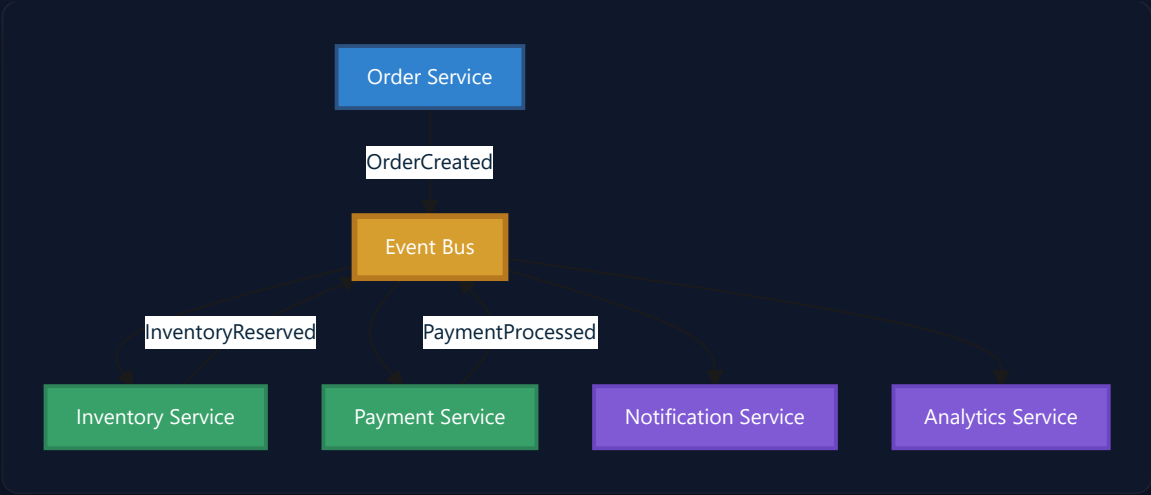 Order Service
OrderCreated
Event Bus
InventoryReserved
PaymentProcessed
Inventory Service
Payment Service
Notification Service
Analytics Service